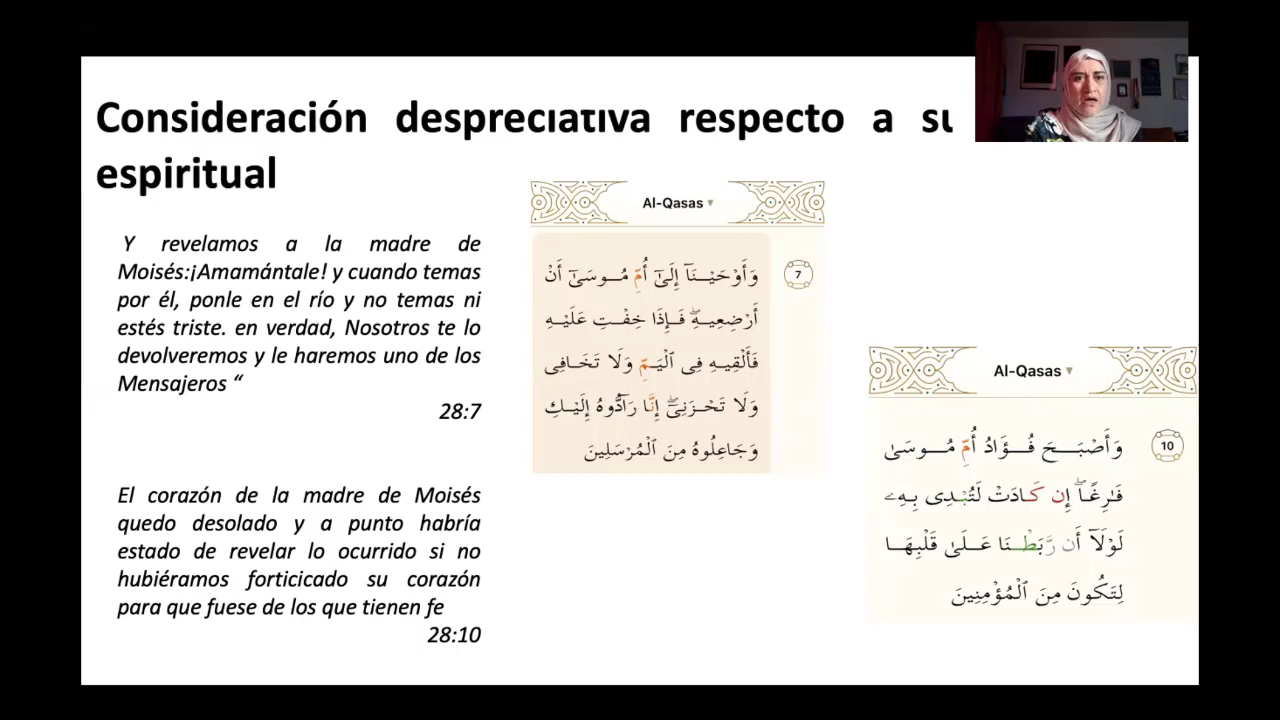 Consideración despreciativa respecto a
espiritual
Y revelamos a la madre de
Moisés:¡Amamántale! y cuando temas
por él, ponle en el río y no temas ni
estés triste. en verdad, Nosotros te lo
devolveremos y le haremos uno de los
Mensajeros “
28:7
El corazón de la madre de Moisés
quedo desolado y a punto habría
estado de revelar lo ocurrido si no
hubiéramos forticicado su corazón
para que fuese de los que tienen fe
28:10
Al-Qasas
7
وَأَوْحَيْنَآ إِلَىٰٓ أُمِّ مُوسَىٰٓ أَنْ
أَرْضِعِيهِۖ فَإِذَا خِفْتِ عَلَيْهِ
فَأَلْقِيهِ فِى ٱلْيَمِّ وَلَا تَخَافِى
وَلَا تَحْزَنِىٓۖ إِنَّا رَآدُّوهُ إِلَيْكِ
وَجَاعِلُوهُ مِنَ ٱلْمُرْسَلِينَ
Al-Qasas
10
وَأَصْبَحَ فُؤَادُ أُمِّ مُوسَىٰ
فَٰرِغًاۖ إِن كَادَتْ لَتُبْدِى بِهِۦ
لَوْلَآ أَن رَّبَطْنَا عَلَىٰ قَلْبِهَا
لِتَكُونَ مِنَ ٱلْمُؤْمِنِينَ